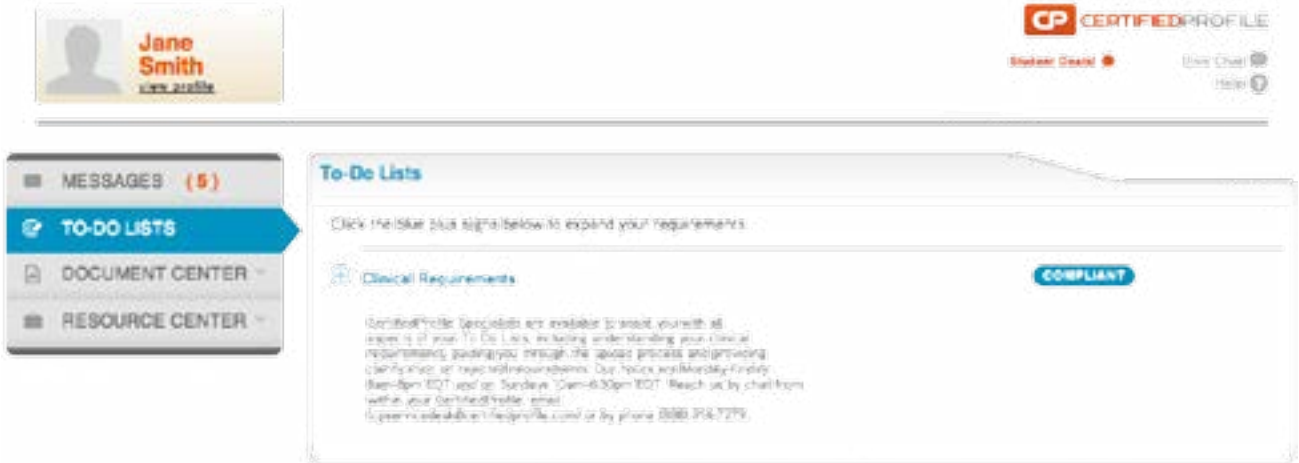 Jane
Smith
view profile
CP CERTIFIEDPROFILE
Student Deals!
Live Chat
Help
MESSAGES (5)
TO-DO LISTS
DOCUMENT CENTER
RESOURCE CENTER
To-Do Lists
Click the blue plus signs below to expand your requirements
Clinical Requirements
COMPLIANT
CertifiedProfile Specialists are available to assist you with all
aspects of your To-Do Lists, including understanding your clinical
requirements, guiding you through the upload process and providing
clarification on rejected requirements. Our hours are Monday-Friday
8am-8pm EDT and on Sundays 10am-6:30pm EDT. Reach us by chat from
within your CertifiedProfile, email
or by phone